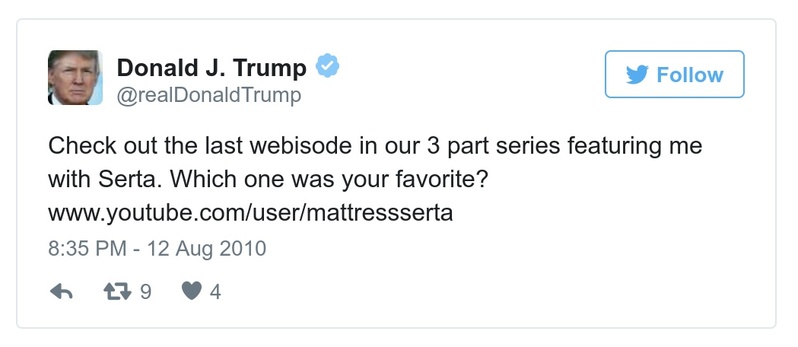 Donald J. Trump
@realDonaldTrump
Follow
Check out the last webisode in our 3 part series featuring me
with Serta. Which one was your favorite?
www.youtube.com/user/mattressserta
8:35 PM - 12 Aug 2010
9 4